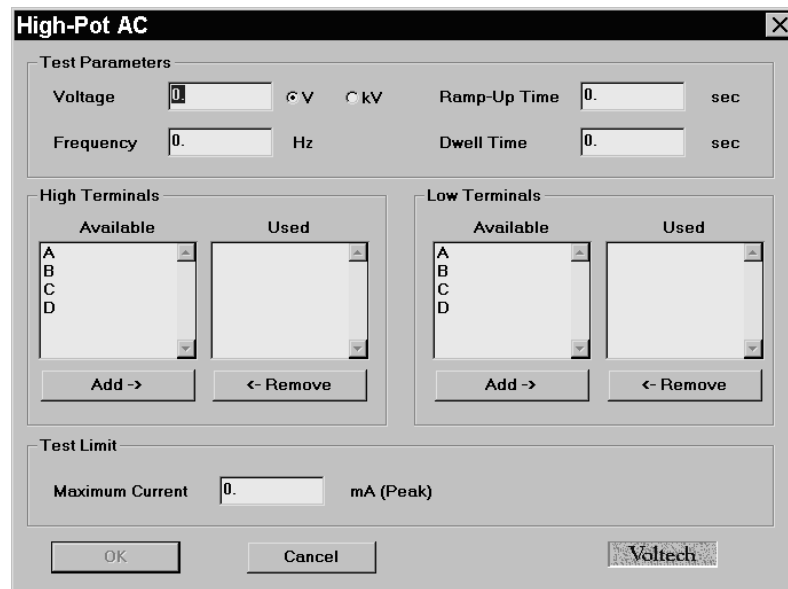 High-Pot AC
Test Parameters
Voltage 0. V kV Ramp-Up Time 0. sec
Frequency 0. Hz Dwell Time 0. sec
High Terminals Low Terminals
Available Used Available Used
A A
B B
C C
D D
Add -> <- Remove Add -> <- Remove
Test Limit
Maximum Current 0. mA (Peak)
OK Cancel Voltech